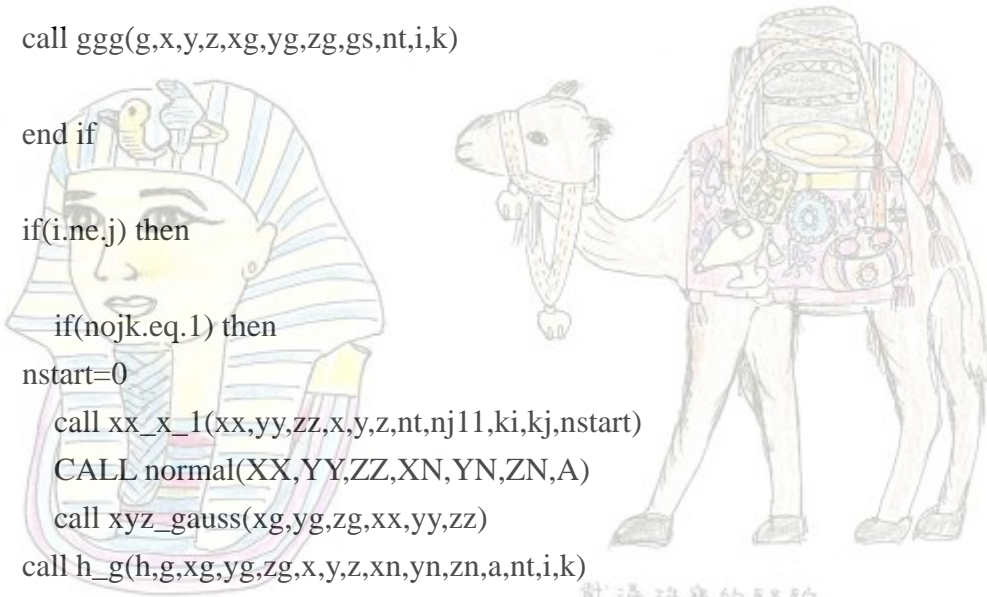 call ggg(g,x,y,z,xg,yg,zg,gs,nt,i,k)
end if
if(i.ne.j) then
if(nojk.eq.1) then
nstart=0
call xx_x_1(xx,yy,zz,x,y,z,nt,nj11,ki,kj,nstart)
CALL normal(XX,YY,ZZ,XN,YN,ZN,A)
call xyz_gauss(xg,yg,zg,xx,yy,zz)
call h_g(h,g,xg,yg,zg,x,y,z,xn,yn,zn,a,nt,i,k)